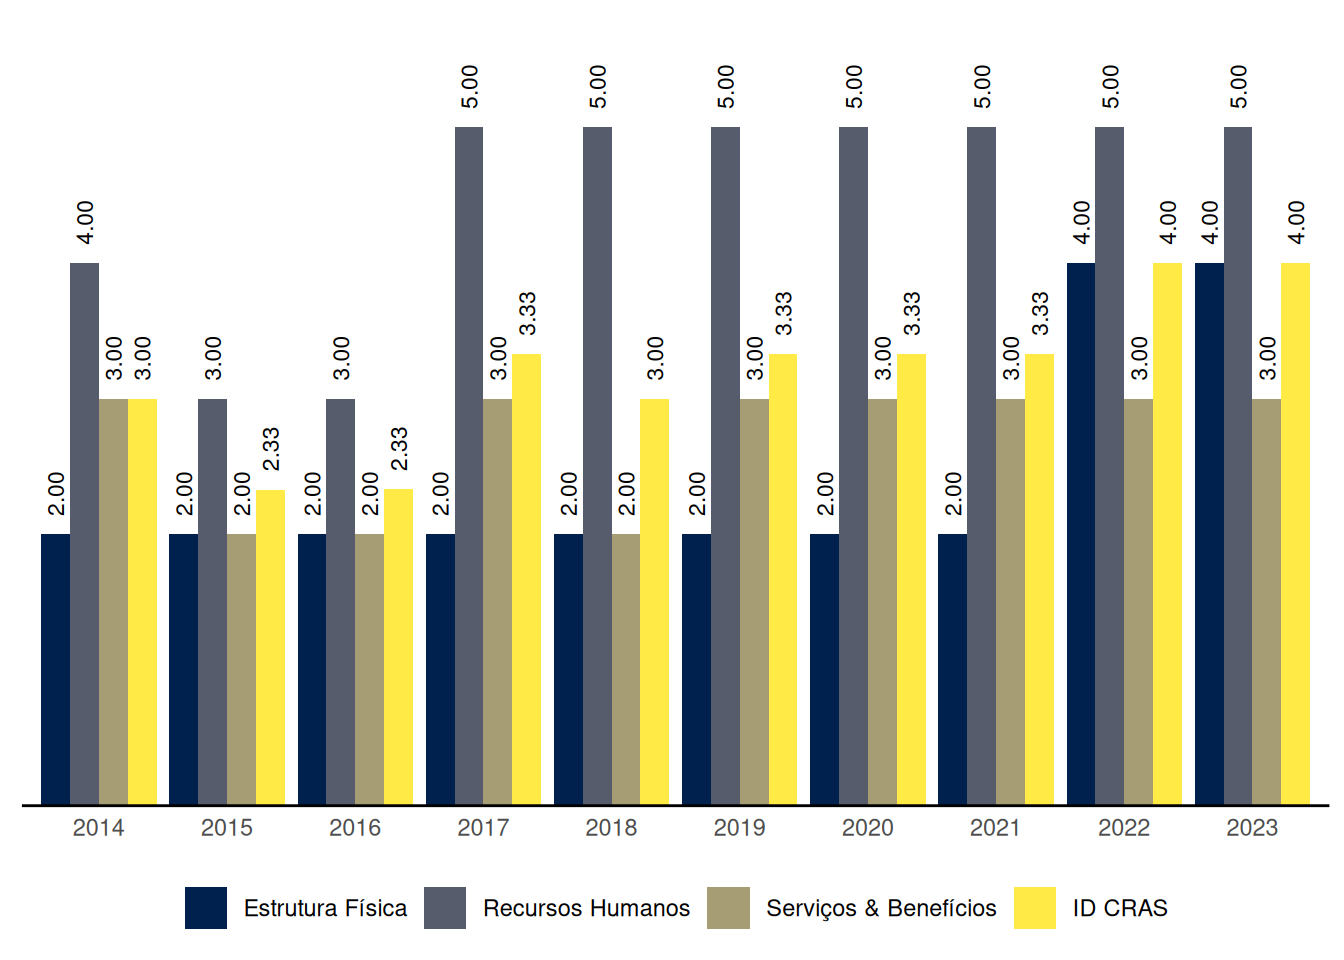 5.00 5.00 5.00 5.00 5.00 5.00 5.00
4.00 4.00 4.00 4.00 4.00
3.33 3.33 3.33 3.33
3.00 3.00 3.00 3.00 3.00 3.00 3.00 3.00 3.00 3.00 3.00
2.33 2.33
2.00 2.00 2.00 2.00 2.00 2.00 2.00 2.00 2.00 2.00 2.00
2014 2015 2016 2017 2018 2019 2020 2021 2022 2023
Estrutura Física Recursos Humanos Serviços & Benefícios ID CRAS